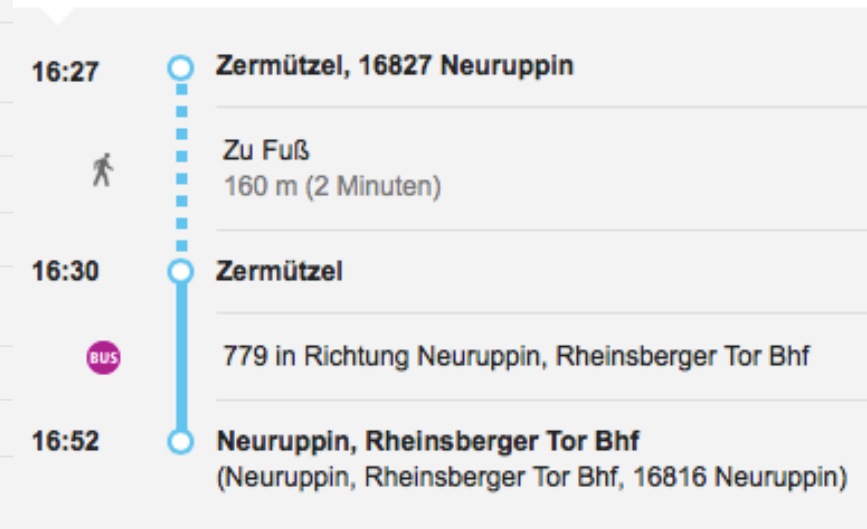 16:27 Zermützel, 16827 Neuruppin
Zu Fuß
160 m (2 Minuten)
16:30 Zermützel
BUS 779 in Richtung Neuruppin, Rheinsberger Tor Bhf
16:52 Neuruppin, Rheinsberger Tor Bhf
(Neuruppin, Rheinsberger Tor Bhf, 16816 Neuruppin)